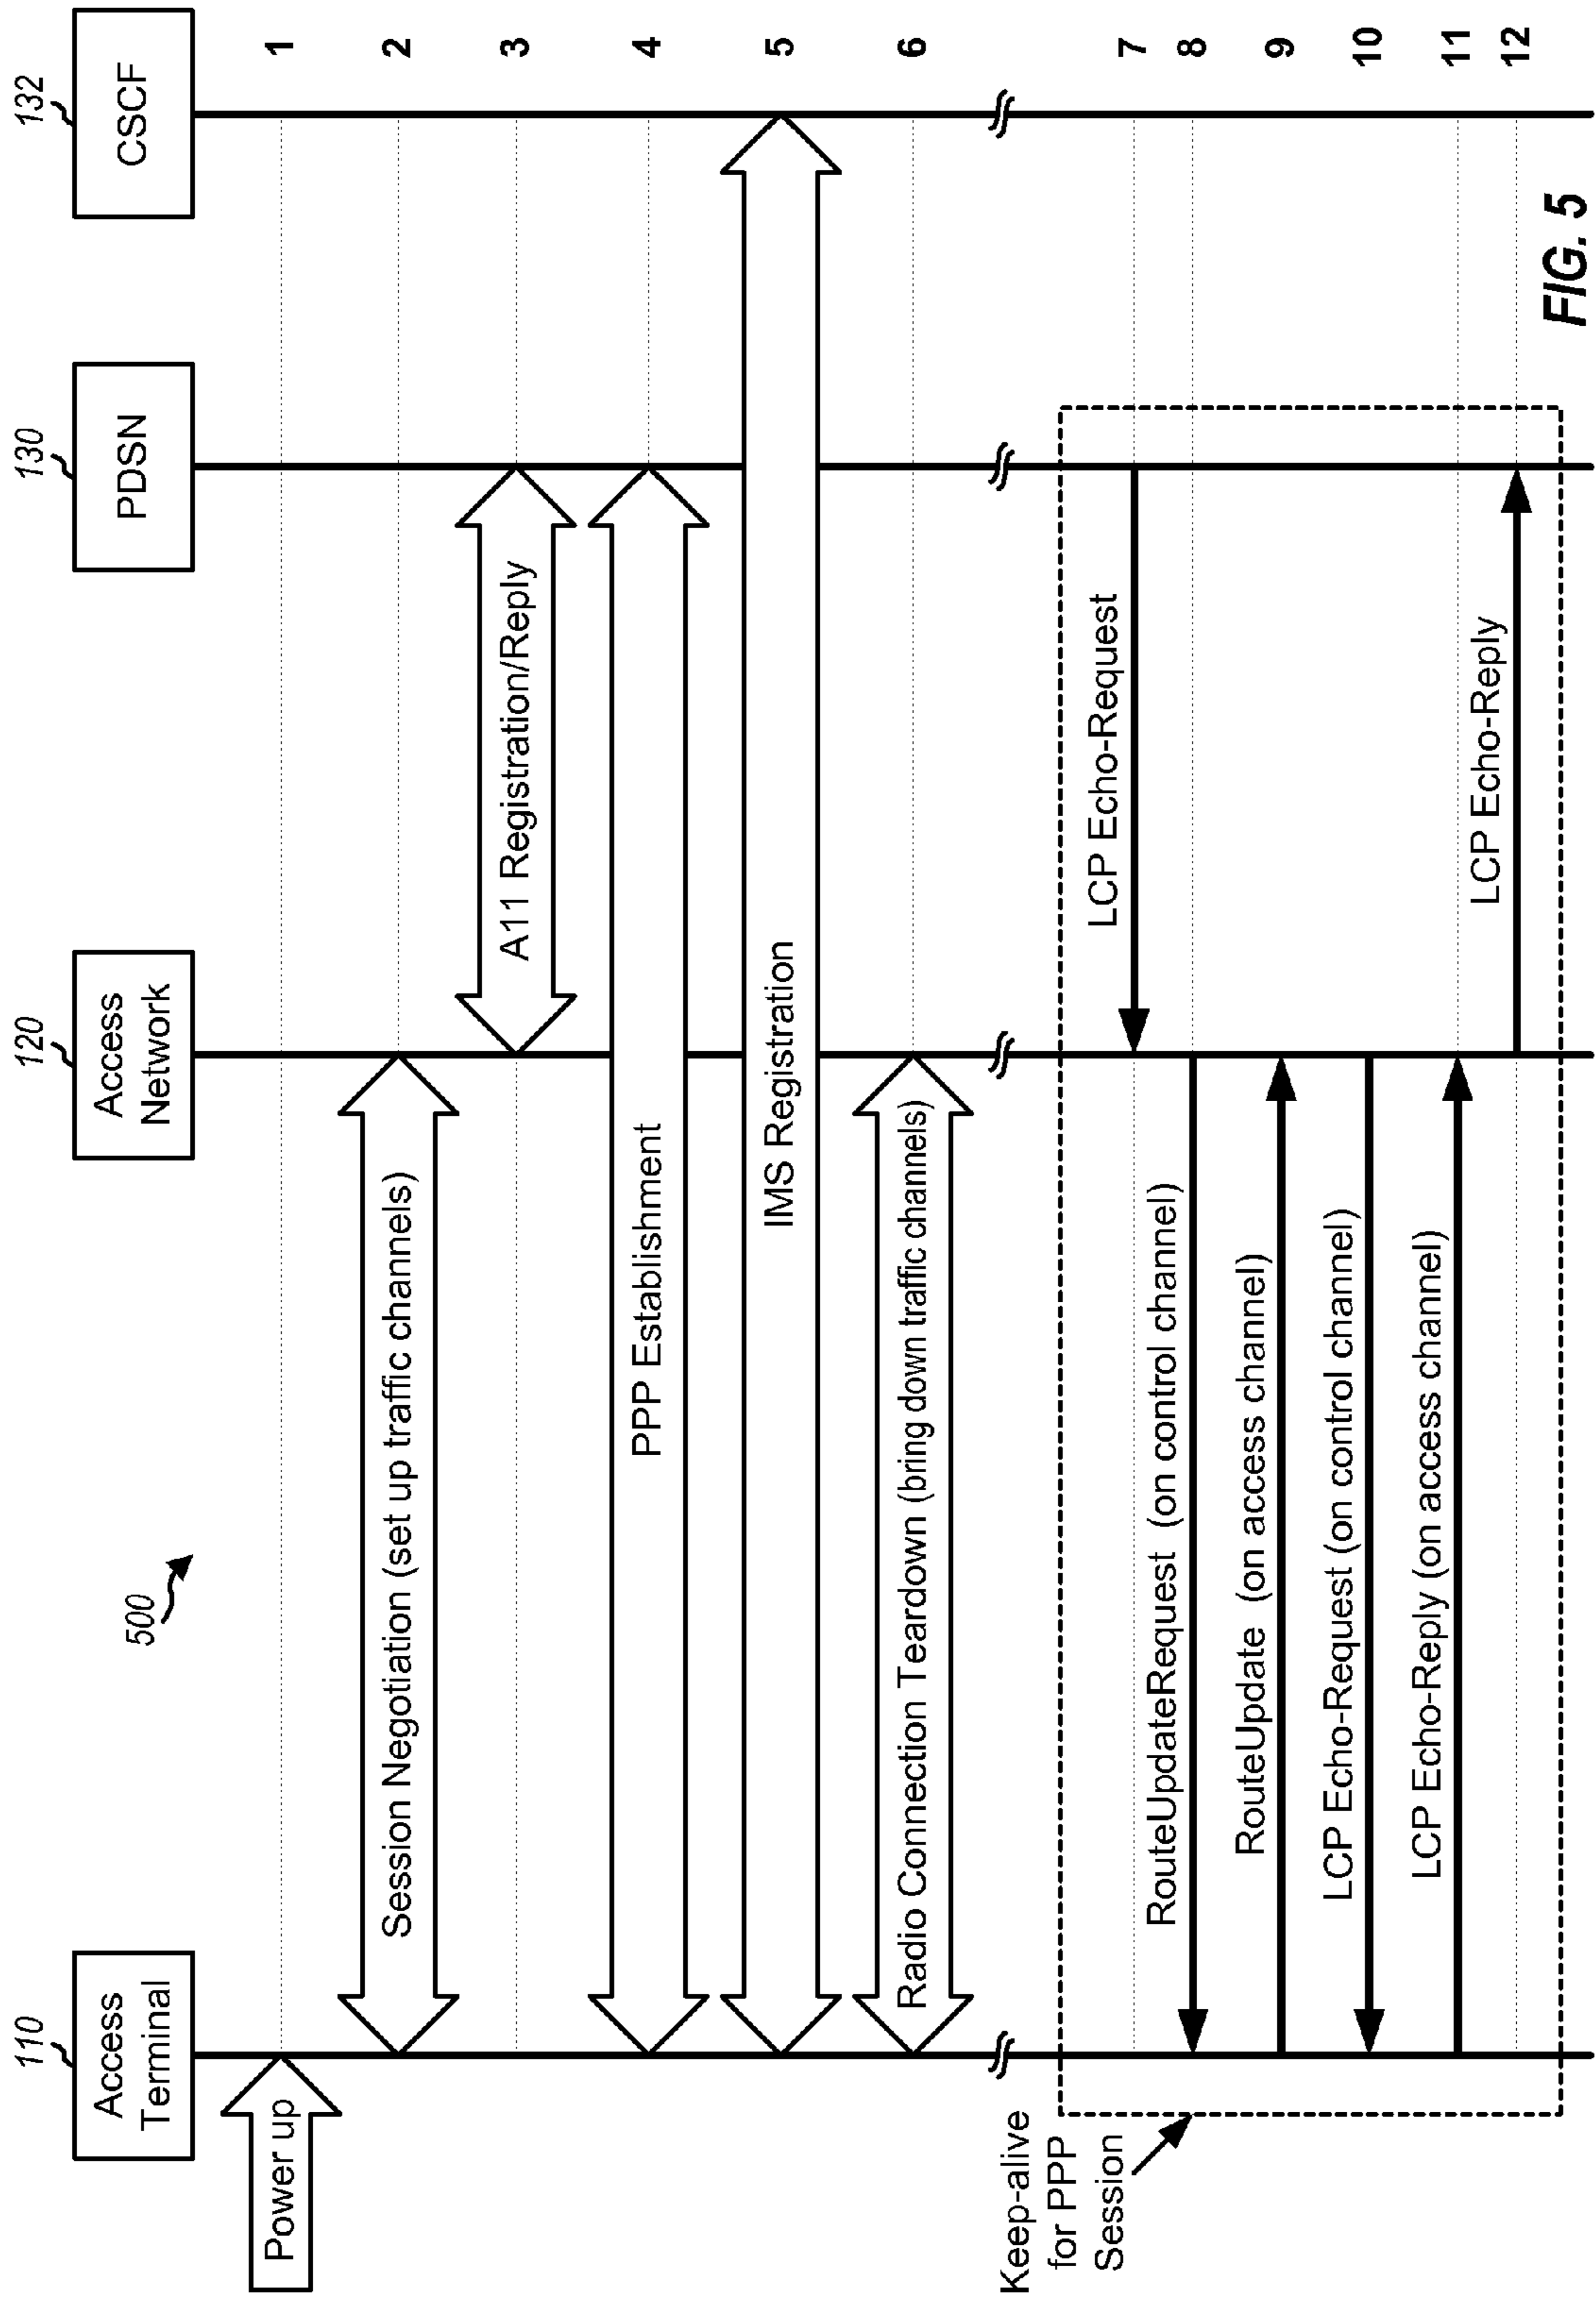 500
110
120
130
132
Access
Terminal
Access
Network
PDSN
CSCF
Power up
1
Session Negotiation (set up traffic channels)
2
A11 Registration/Reply
3
PPP Establishment
4
IMS Registration
5
Radio Connection Teardown (bring down traffic channels)
6
Keep-alive
for PPP
Session
LCP Echo-Request
7
RouteUpdateRequest (on control channel)
8
RouteUpdate (on access channel)
9
LCP Echo-Request (on control channel)
10
LCP Echo-Reply (on access channel)
11
LCP Echo-Reply
12
FIG. 5